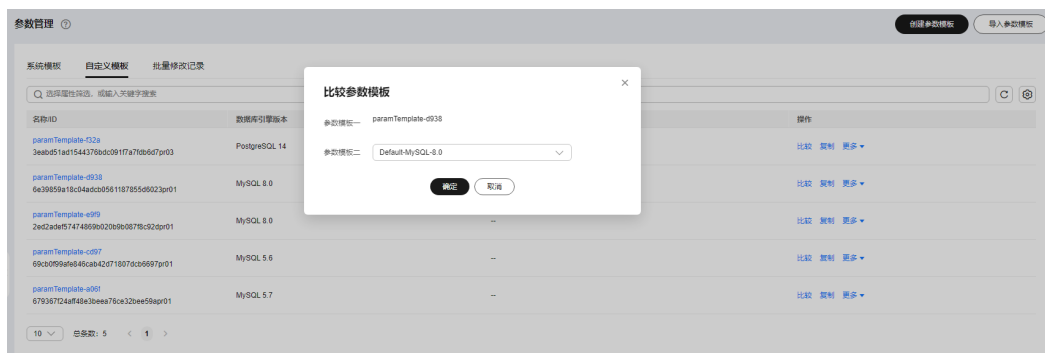 参数管理
创建参数模板
导入参数模板
系统模板 自定义模板 批量修改记录
选择属性筛选，或输入关键字搜索
比较参数模板
参数模板一 paramTemplate-d938
参数模板二 Default-MySQL-8.0
确定 取消
名称/ID 数据库引擎版本 操作
paramTemplate-f32a
3eabd51ad1544376bdc091f7a7fdb6d7pr03
PostgreSQL 14
比较 复制 更多
paramTemplate-d938
6e39859a18c04adcb0561187855d6023pr01
MySQL 8.0
比较 复制 更多
paramTemplate-e9f9
2ed2adef57474869b020b9b087f8c92dpr01
MySQL 8.0
--
比较 复制 更多
paramTemplate-cd97
69cb0f99afe846cab42d71807dcb6697pr01
MySQL 5.6
--
比较 复制 更多
paramTemplate-a06f
679367f24aff48e3beea76ce32bee59apr01
MySQL 5.7
--
比较 复制 更多
10 总条数：5 < 1 >